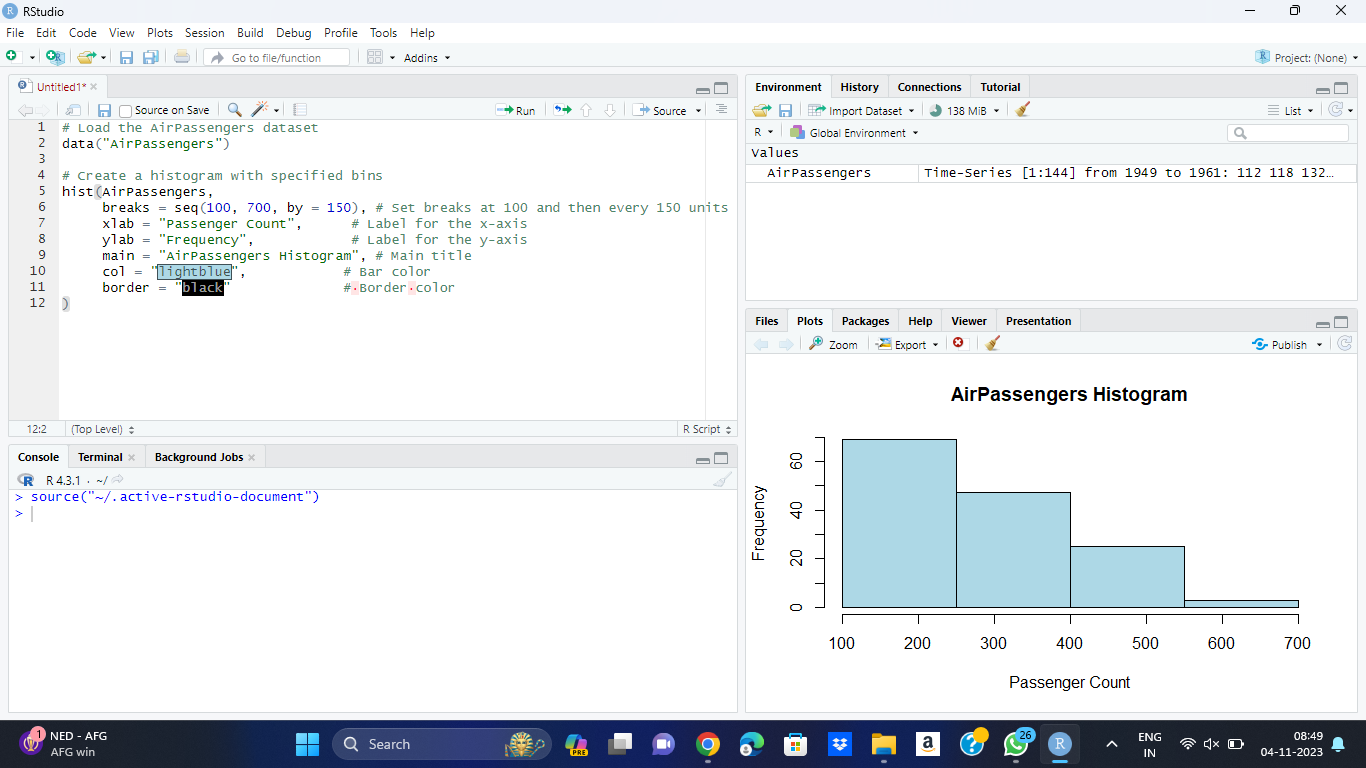 RStudio
File Edit Code View Plots Session Build Debug Profile Tools Help
Go to file/function Addins Project: (None)
Untitled1*
Source on Save Run Source
1 # Load the AirPassengers dataset
2 data("AirPassengers")
3
4 # Create a histogram with specified bins
5 hist(AirPassengers,
6 breaks = seq(100, 700, by = 150), # Set breaks at 100 and then every 150 units
7 xlab = "Passenger Count", # Label for the x-axis
8 ylab = "Frequency", # Label for the y-axis
9 main = "AirPassengers Histogram", # Main title
10 col = "lightblue", # Bar color
11 border = "black" #·Border·color
12 )
12:2 (Top Level) R Script
Console Terminal Background Jobs
R R 4.3.1 · ~/
> source("~/.active-rstudio-document")
>
Environment History Connections Tutorial
Import Dataset 138 MiB List
R Global Environment
Values
AirPassengers Time-Series [1:144] from 1949 to 1961: 112 118 132...
Files Plots Packages Help Viewer Presentation
Zoom Export Publish
AirPassengers Histogram
Frequency
60
40
20
0
100 200 300 400 500 600 700
Passenger Count
1 NED - AFG
AFG win
Search
PRE
a
?
26
R
ENG
IN
08:49
04-11-2023